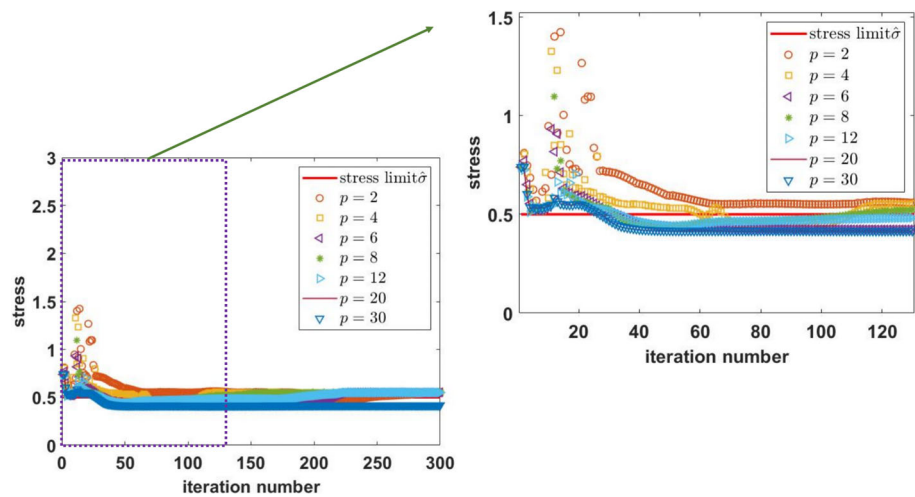 3
2.5
2
1.5
1
0.5
0
stress
0
50
100
150
200
250
300
iteration number
stress limitσ̂
p = 2
p = 4
p = 6
p = 8
p = 12
p = 20
p = 30
1.5
1
0.5
0
stress
20
40
60
80
100
120
iteration number
stress limitσ̂
p = 2
p = 4
p = 6
p = 8
p = 12
p = 20
p = 30